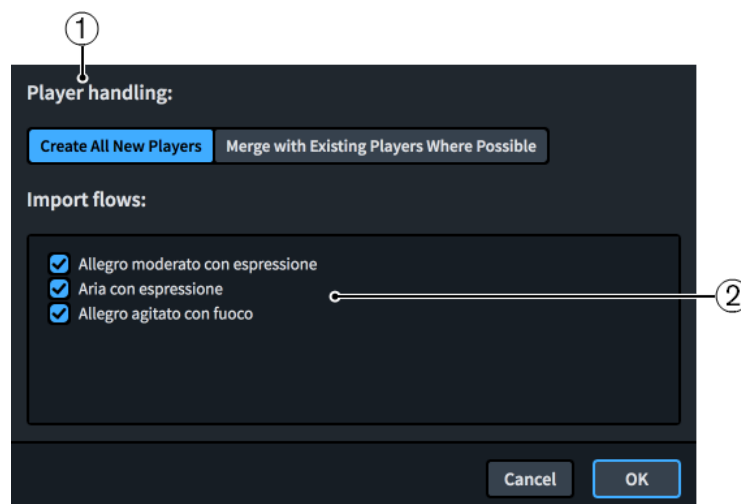 1
Player handling:
Create All New Players Merge with Existing Players Where Possible
Import flows:
Allegro moderato con espressione
Aria con espressione
2
Allegro agitato con fuoco
Cancel OK